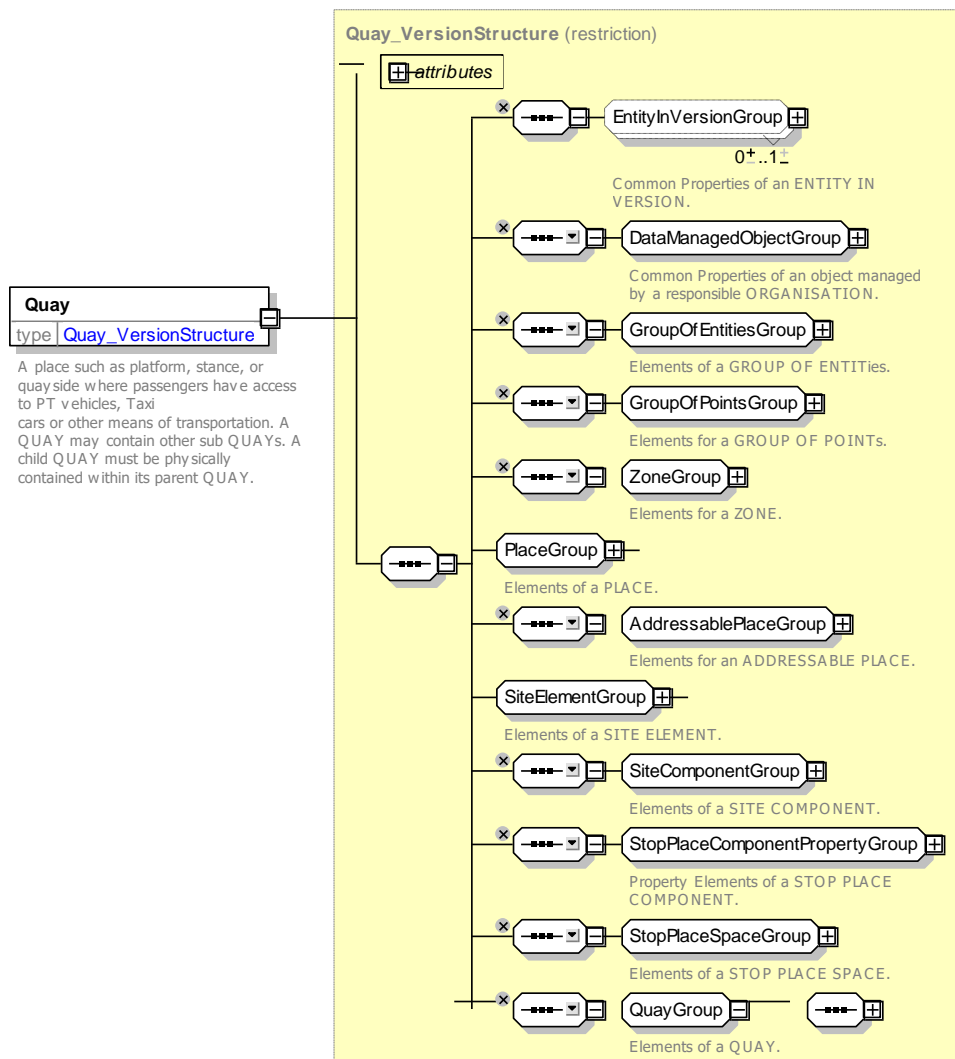 Quay_VersionStructure (restriction)
attributes
EntityInVersionGroup
0±..1±
Common Properties of an ENTITY IN
VERSION.
DataManagedObjectGroup
Common Properties of an object managed
by a responsible ORGANISATION.
Quay
type Quay_VersionStructure
A place such as platform, stance, or
quayside where passengers have access
to PT vehicles, Taxi
cars or other means of transportation. A
QUAY may contain other sub QUAYs. A
child QUAY must be physically
contained within its parent QUAY.
GroupOfEntitiesGroup
Elements of a GROUP OF ENTITies.
GroupOfPointsGroup
Elements for a GROUP OF POINTs.
ZoneGroup
Elements for a ZONE.
PlaceGroup
Elements of a PLACE.
AddressablePlaceGroup
Elements for an ADDRESSABLE PLACE.
SiteElementGroup
Elements of a SITE ELEMENT.
SiteComponentGroup
Elements of a SITE COMPONENT.
StopPlaceComponentPropertyGroup
Property Elements of a STOP PLACE
COMPONENT.
StopPlaceSpaceGroup
Elements of a STOP PLACE SPACE.
QuayGroup
Elements of a QUAY.